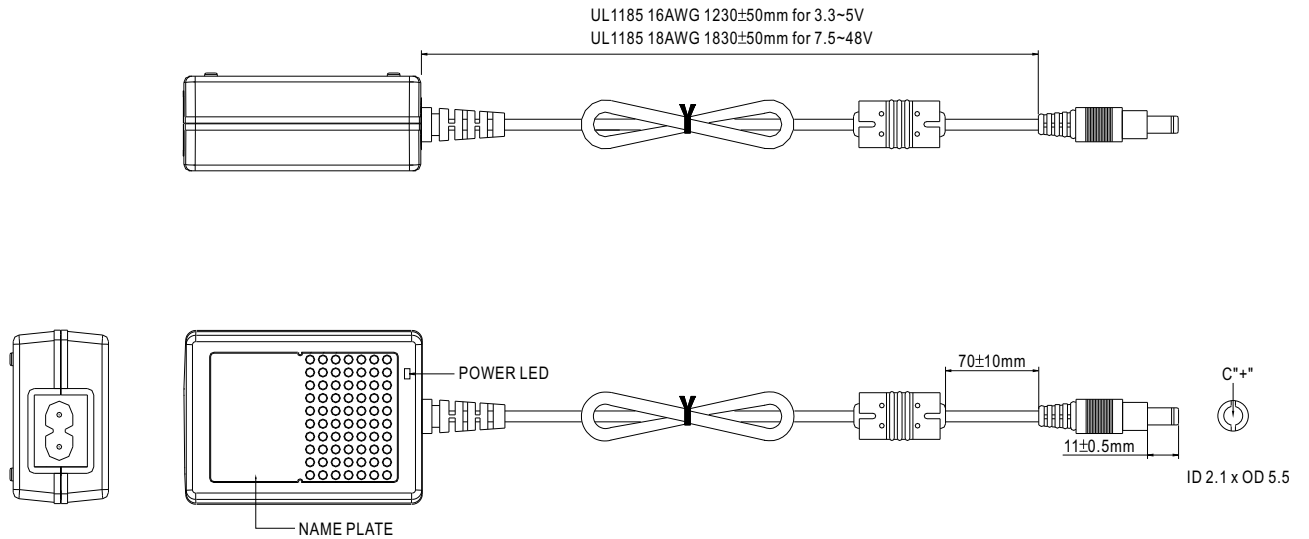 UL1185 16AWG 1230±50mm for 3.3~5V
UL1185 18AWG 1830±50mm for 7.5~48V
POWER LED
70±10mm
C"+"
11±0.5mm
ID 2.1 x OD 5.5
NAME PLATE